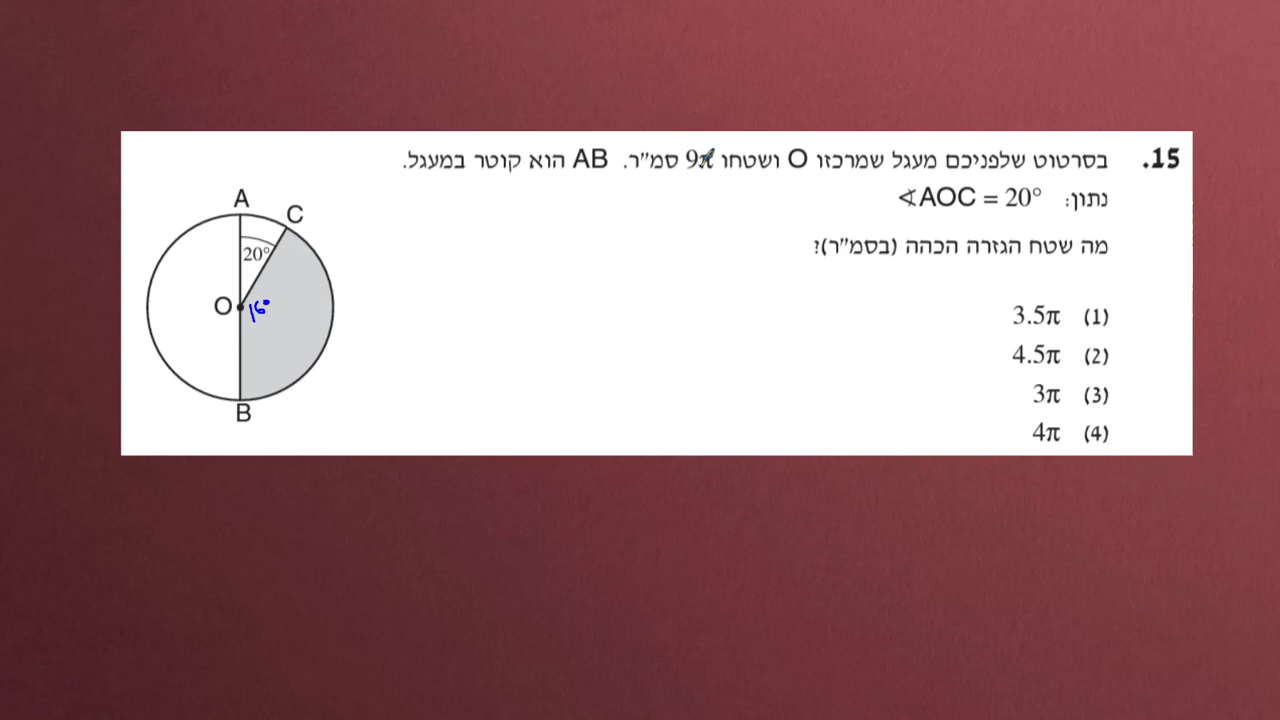 15. בסרטוט שלפניכם מעגל שמרכזו O ושטחו 9π סמ"ר. AB הוא קוטר במעגל.
נתון: ∢AOC = 20°
מה שטח הגזרה הכהה (בסמ"ר)?
(1) 3.5π
(2) 4.5π
(3) 3π
(4) 4π
A
C
20°
O
B